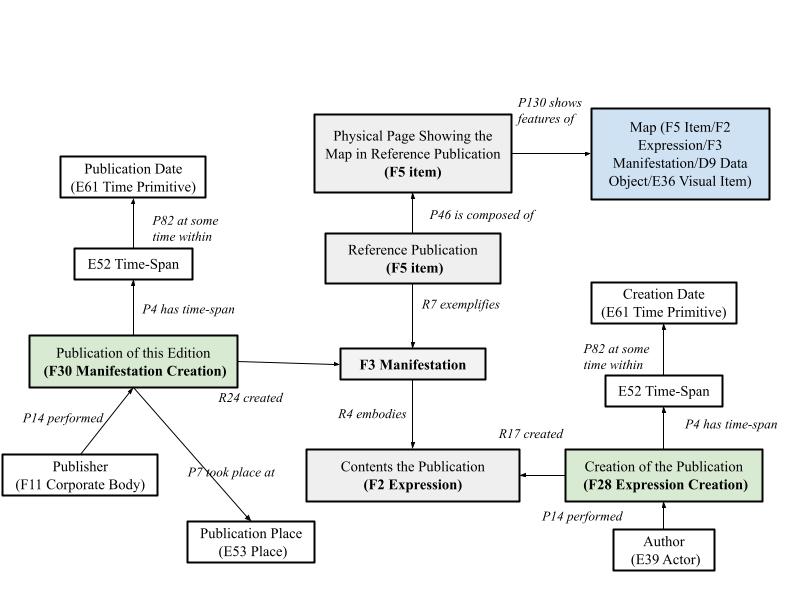 P130 shows
features of
Physical Page Showing the
Map in Reference Publication
(F5 item)
Map (F5 Item/F2
Expression/F3
Manifestation/D9 Data
Object/E36 Visual Item)
Publication Date
(E61 Time Primitive)
P82 at some
time within
P46 is composed of
E52 Time-Span
Reference Publication
(F5 item)
P4 has time-span
R7 exemplifies
Creation Date
(E61 Time Primitive)
Publication of this Edition
(F30 Manifestation Creation)
F3 Manifestation
P82 at some
time within
R24 created
E52 Time-Span
P14 performed
R4 embodies
P4 has time-span
R17 created
Publisher
(F11 Corporate Body)
P7 took place at
Contents the Publication
(F2 Expression)
Creation of the Publication
(F28 Expression Creation)
P14 performed
Publication Place
(E53 Place)
Author
(E39 Actor)